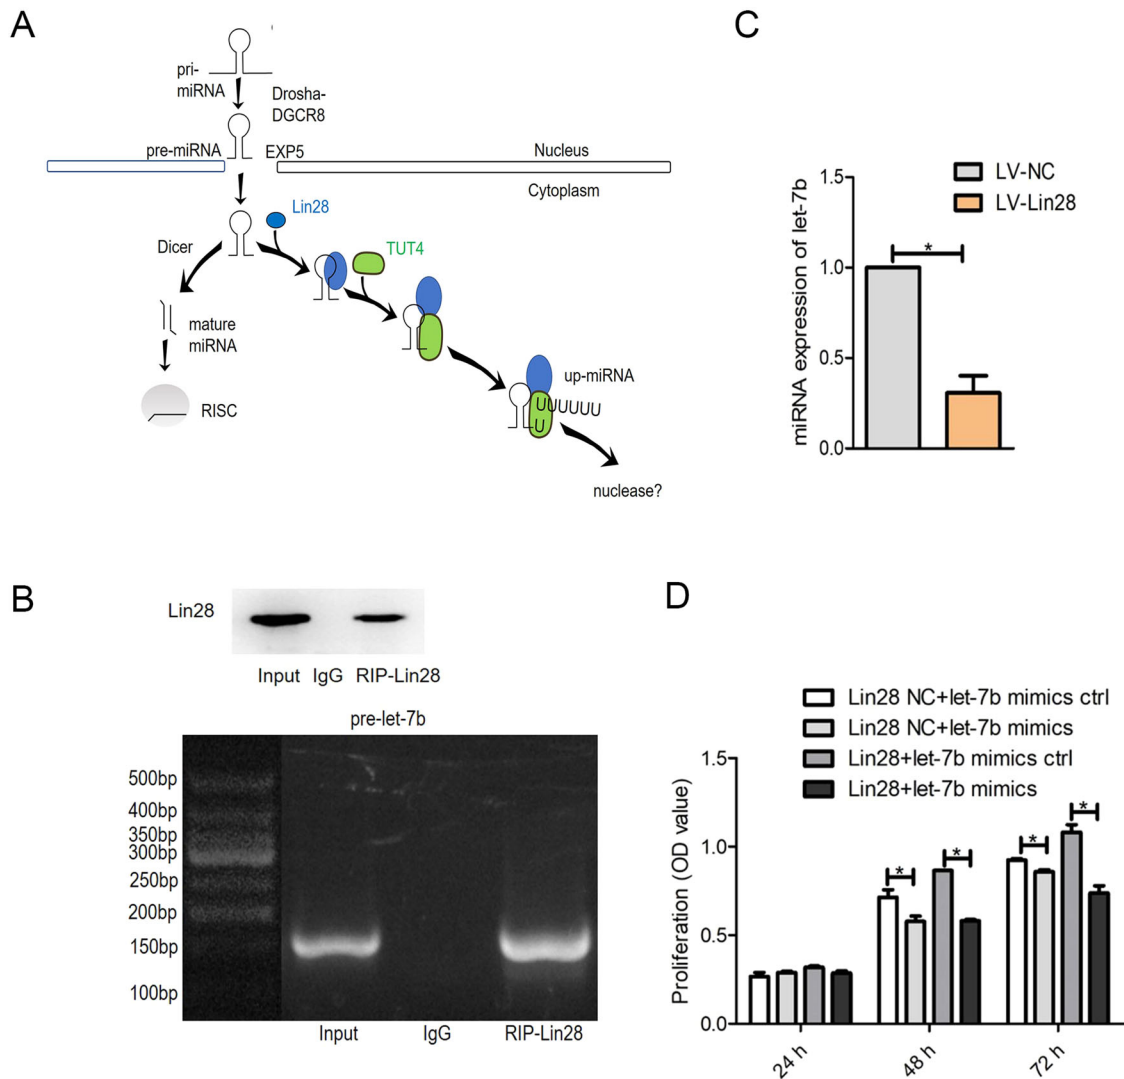 A
pri-
miRNA
Drosha-
DGCR8
pre-miRNA
EXP5
Nucleus
Cytoplasm
Lin28
Dicer
TUT4
mature
miRNA
RISC
up-miRNA
UUUUUU
U
nuclease?
C
miRNA expression of let-7b
1.5
1.0
0.5
0.0
*
LV-NC
LV-Lin28
B
Lin28
Input IgG RIP-Lin28
pre-let-7b
500bp
400bp
350bp
300bp
250bp
200bp
150bp
100bp
Input IgG RIP-Lin28
D
Lin28 NC+let-7b mimics ctrl
Lin28 NC+let-7b mimics
Lin28+let-7b mimics ctrl
Lin28+let-7b mimics
Proliferation (OD value)
1.5
1.0
0.5
0.0
* * * *
24 h 48 h 72 h